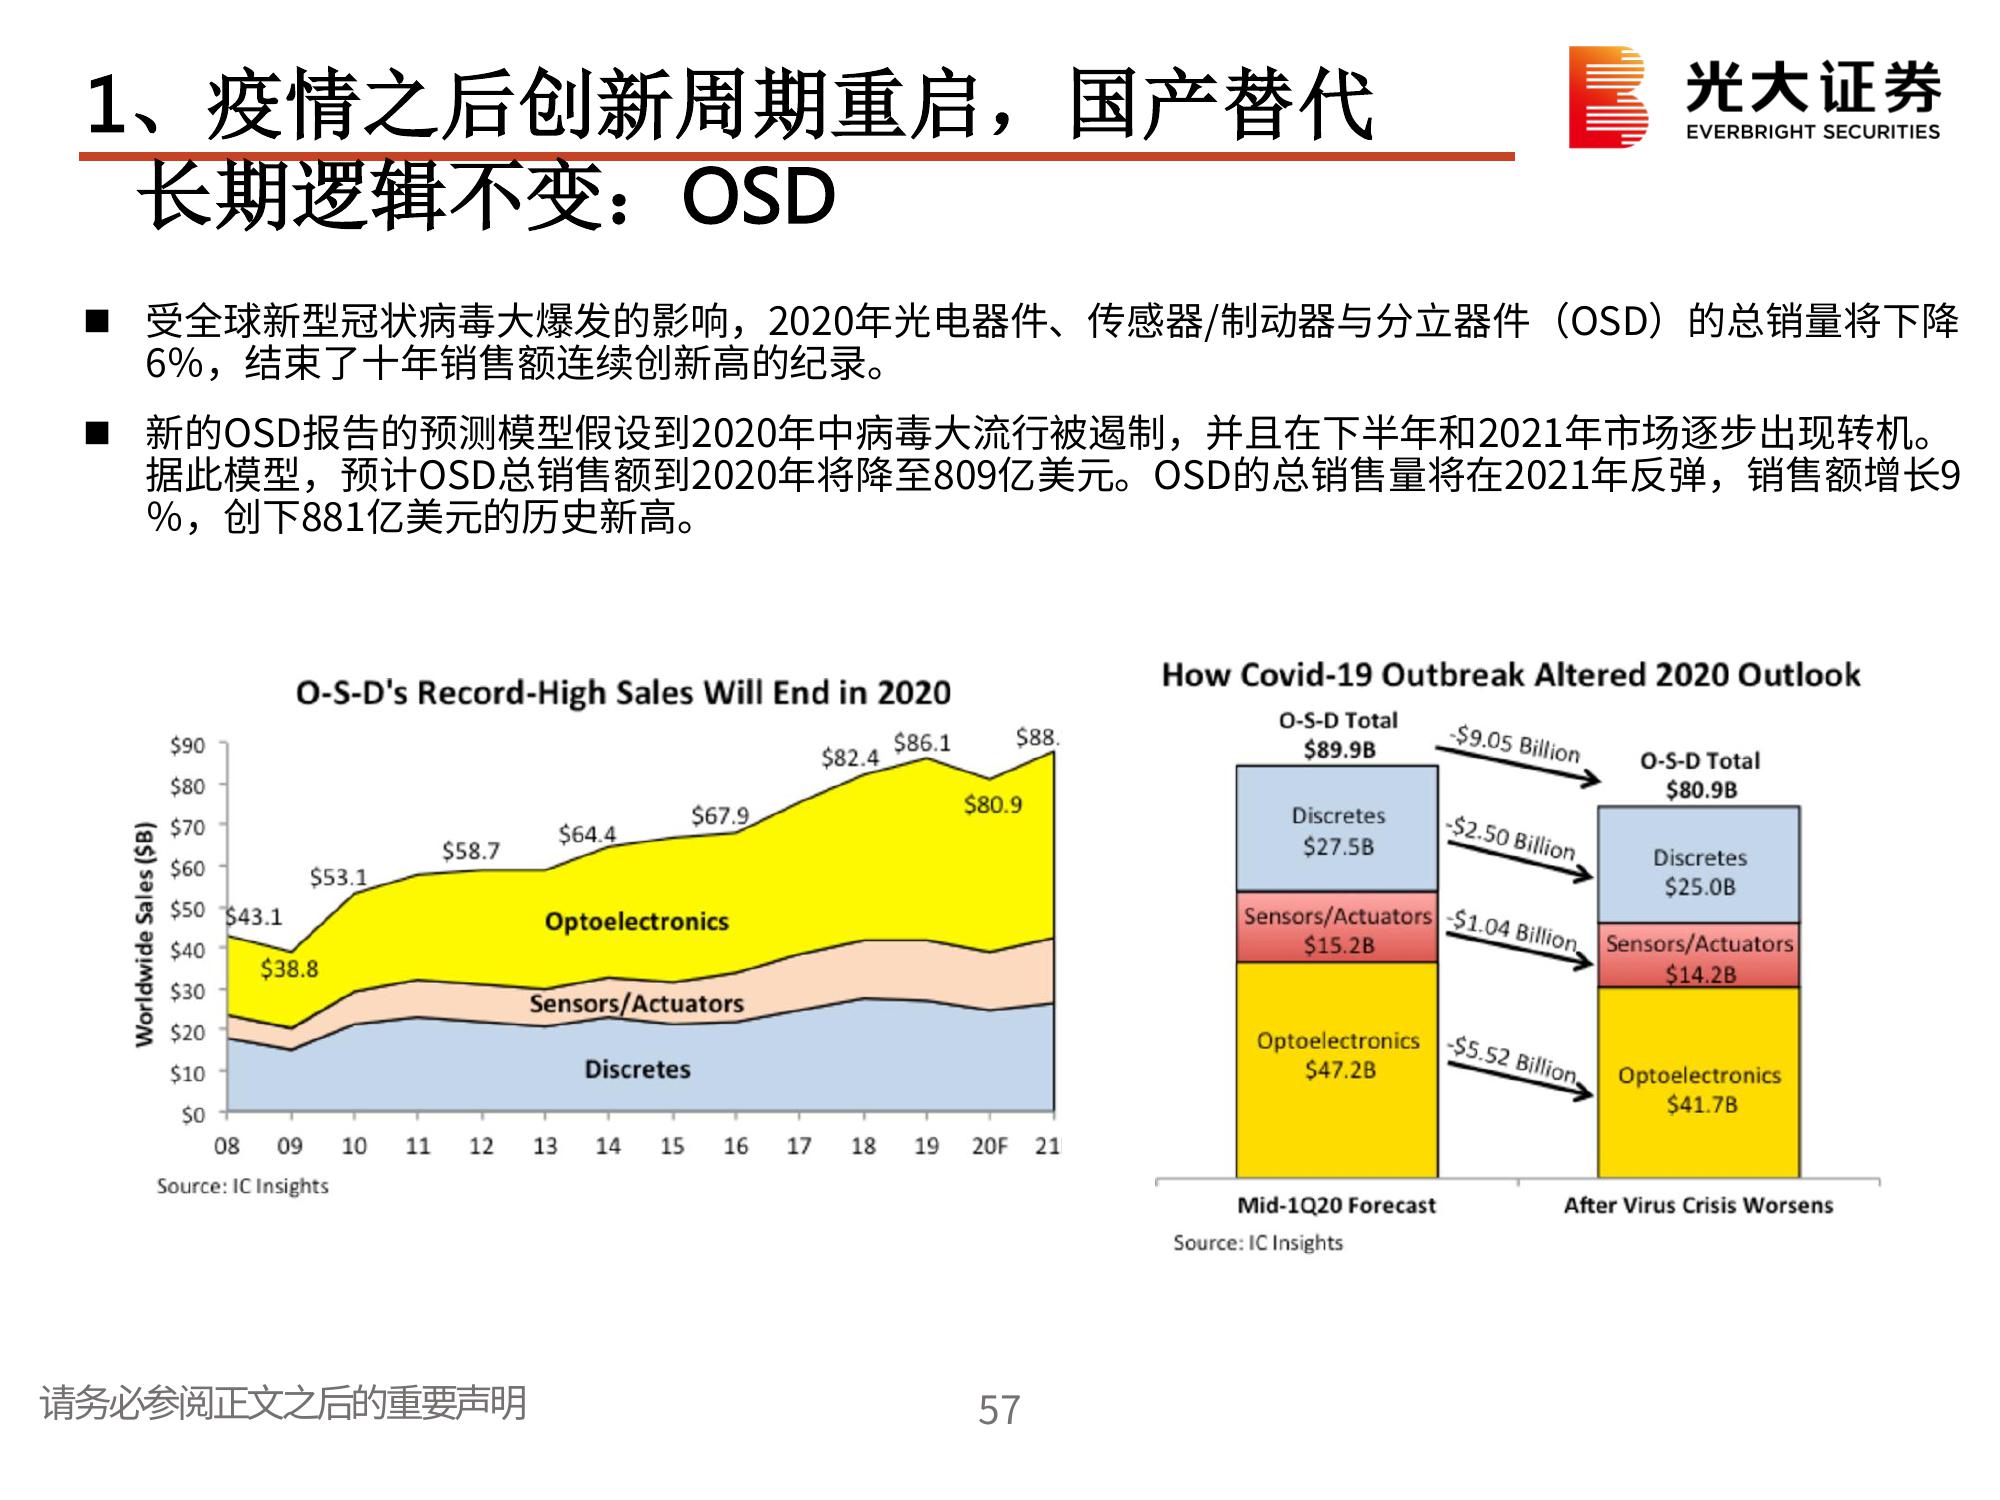 1、疫情之后创新周期重启，国产替代
长期逻辑不变：OSD
光大证券
EVERBRIGHT SECURITIES
■ 受全球新型冠状病毒大爆发的影响，2020年光电器件、传感器/制动器与分立器件（OSD）的总销量将下降
6%，结束了十年销售额连续创新高的纪录。
■ 新的OSD报告的预测模型假设到2020年中病毒大流行被遏制，并且在下半年和2021年市场逐步出现转机。
据此模型，预计OSD总销售额到2020年将降至809亿美元。OSD的总销售量将在2021年反弹，销售额增长9
%，创下881亿美元的历史新高。
O-S-D's Record-High Sales Will End in 2020
Worldwide Sales ($B)
$90
$80
$70
$60
$50
$40
$30
$20
$10
$0
$43.1
$38.8
$53.1
$58.7
$64.4
$67.9
$82.4
$86.1
$80.9
$88.
Optoelectronics
Sensors/Actuators
Discretes
08 09 10 11 12 13 14 15 16 17 18 19 20F 21
Source: IC Insights
How Covid-19 Outbreak Altered 2020 Outlook
O-S-D Total
$89.9B
Discretes
$27.5B
Sensors/Actuators
$15.2B
Optoelectronics
$47.2B
-$9.05 Billion
-$2.50 Billion
-$1.04 Billion
-$5.52 Billion
O-S-D Total
$80.9B
Discretes
$25.0B
Sensors/Actuators
$14.2B
Optoelectronics
$41.7B
Mid-1Q20 Forecast
After Virus Crisis Worsens
Source: IC Insights
请务必参阅正文之后的重要声明
57